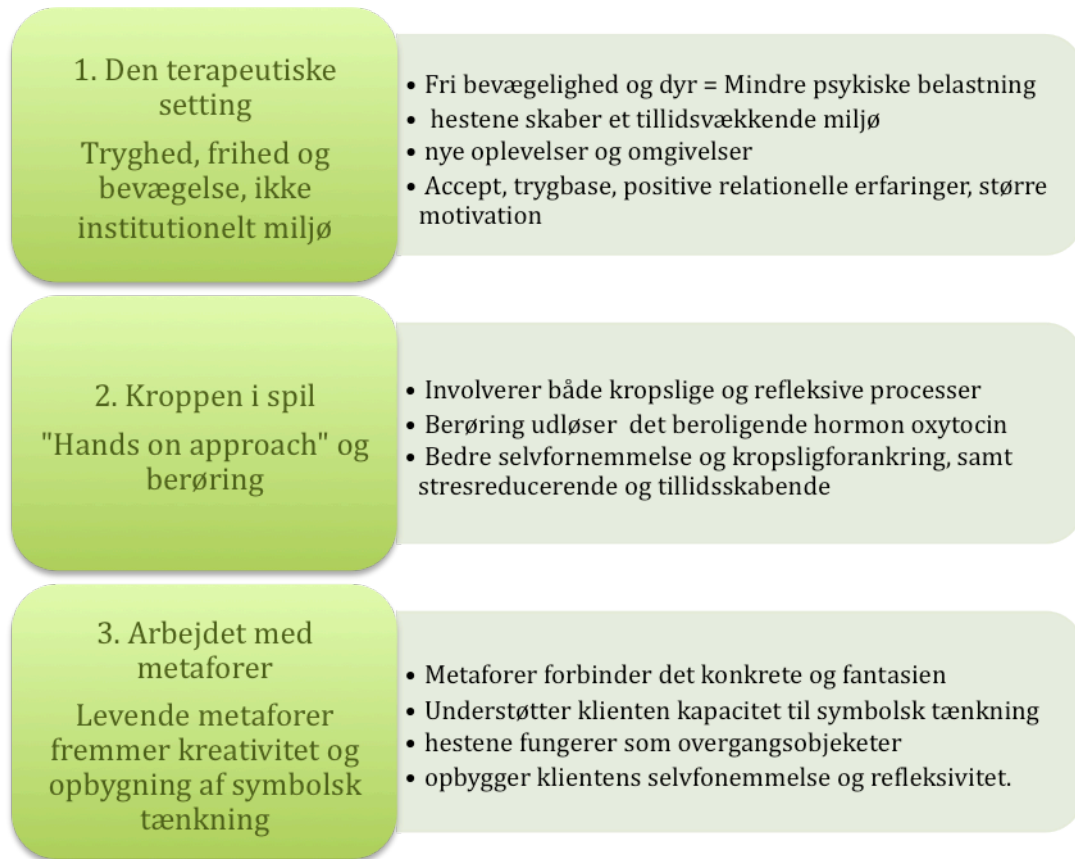 1. Den terapeutiske
setting
Tryghed, frihed og
bevægelse, ikke
institutionelt miljø
• Fri bevægelighed og dyr = Mindre psykiske belastning
• hestene skaber et tillidsvækkende miljø
• nye oplevelser og omgivelser
• Accept, trygbase, positive relationelle erfaringer, større
motivation
2. Kroppen i spil
"Hands on approach" og
berøring
• Involverer både kropslige og refleksive processer
• Berøring udløser det beroligende hormon oxytocin
• Bedre selvfornemmelse og kropsligforankring, samt
stresreducerende og tillidsskabende
3. Arbejdet med
metaforer
Levende metaforer
fremmer kreativitet og
opbygning af symbolsk
tænkning
• Metaforer forbinder det konkrete og fantasien
• Understøtter klienten kapacitet til symbolsk tænkning
• hestene fungerer som overgangsobjeketer
• opbygger klientens selvfonemmelse og refleksivitet.